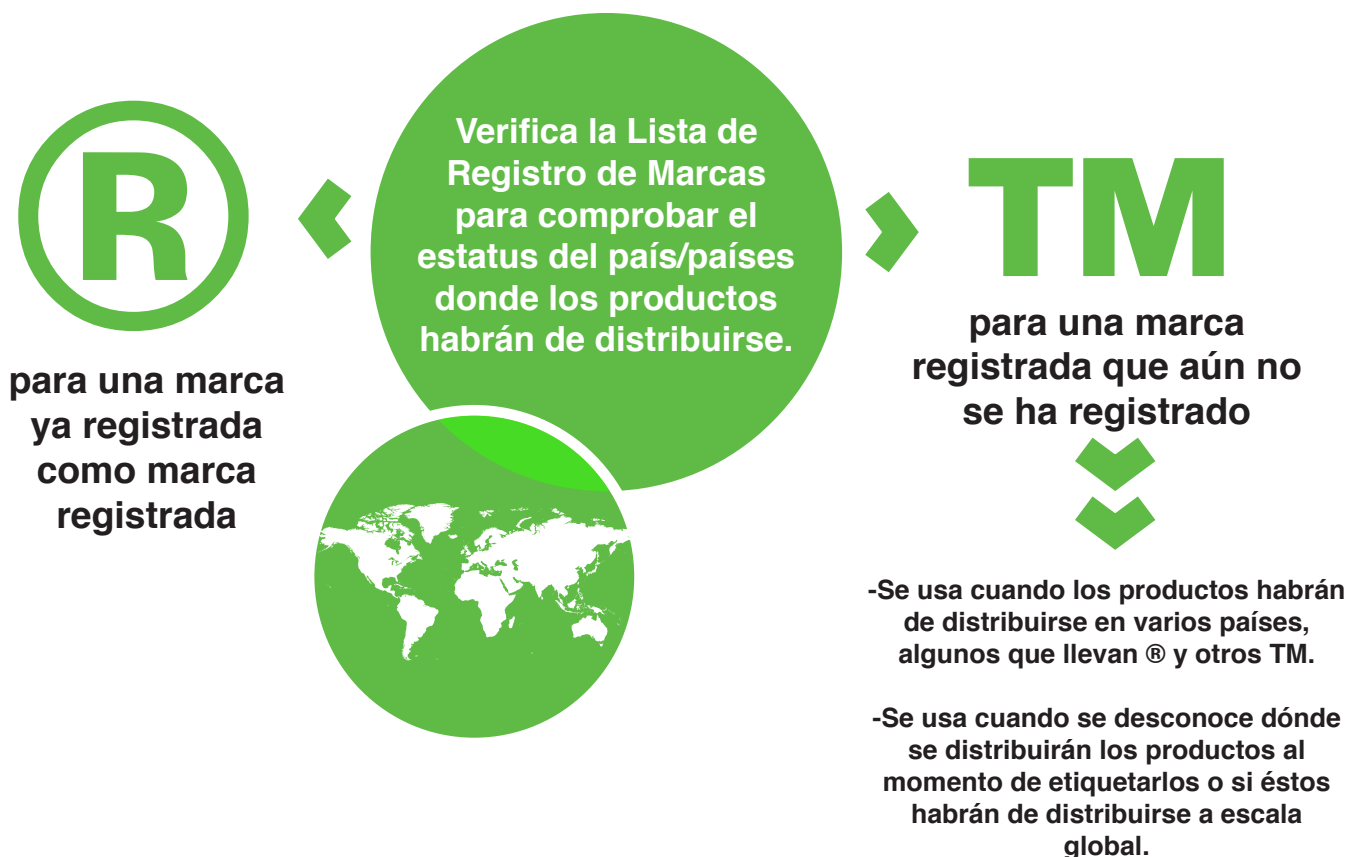 ®
para una marca
ya registrada
como marca
registrada
Verifica la Lista de
Registro de Marcas
para comprobar el
estatus del país/países
donde los productos
habrán de distribuirse.
TM
para una marca
registrada que aún no
se ha registrado
-Se usa cuando los productos habrán
de distribuirse en varios países,
algunos que llevan ® y otros TM.
-Se usa cuando se desconoce dónde
se distribuirán los productos al
momento de etiquetarlos o si éstos
habrán de distribuirse a escala
global.